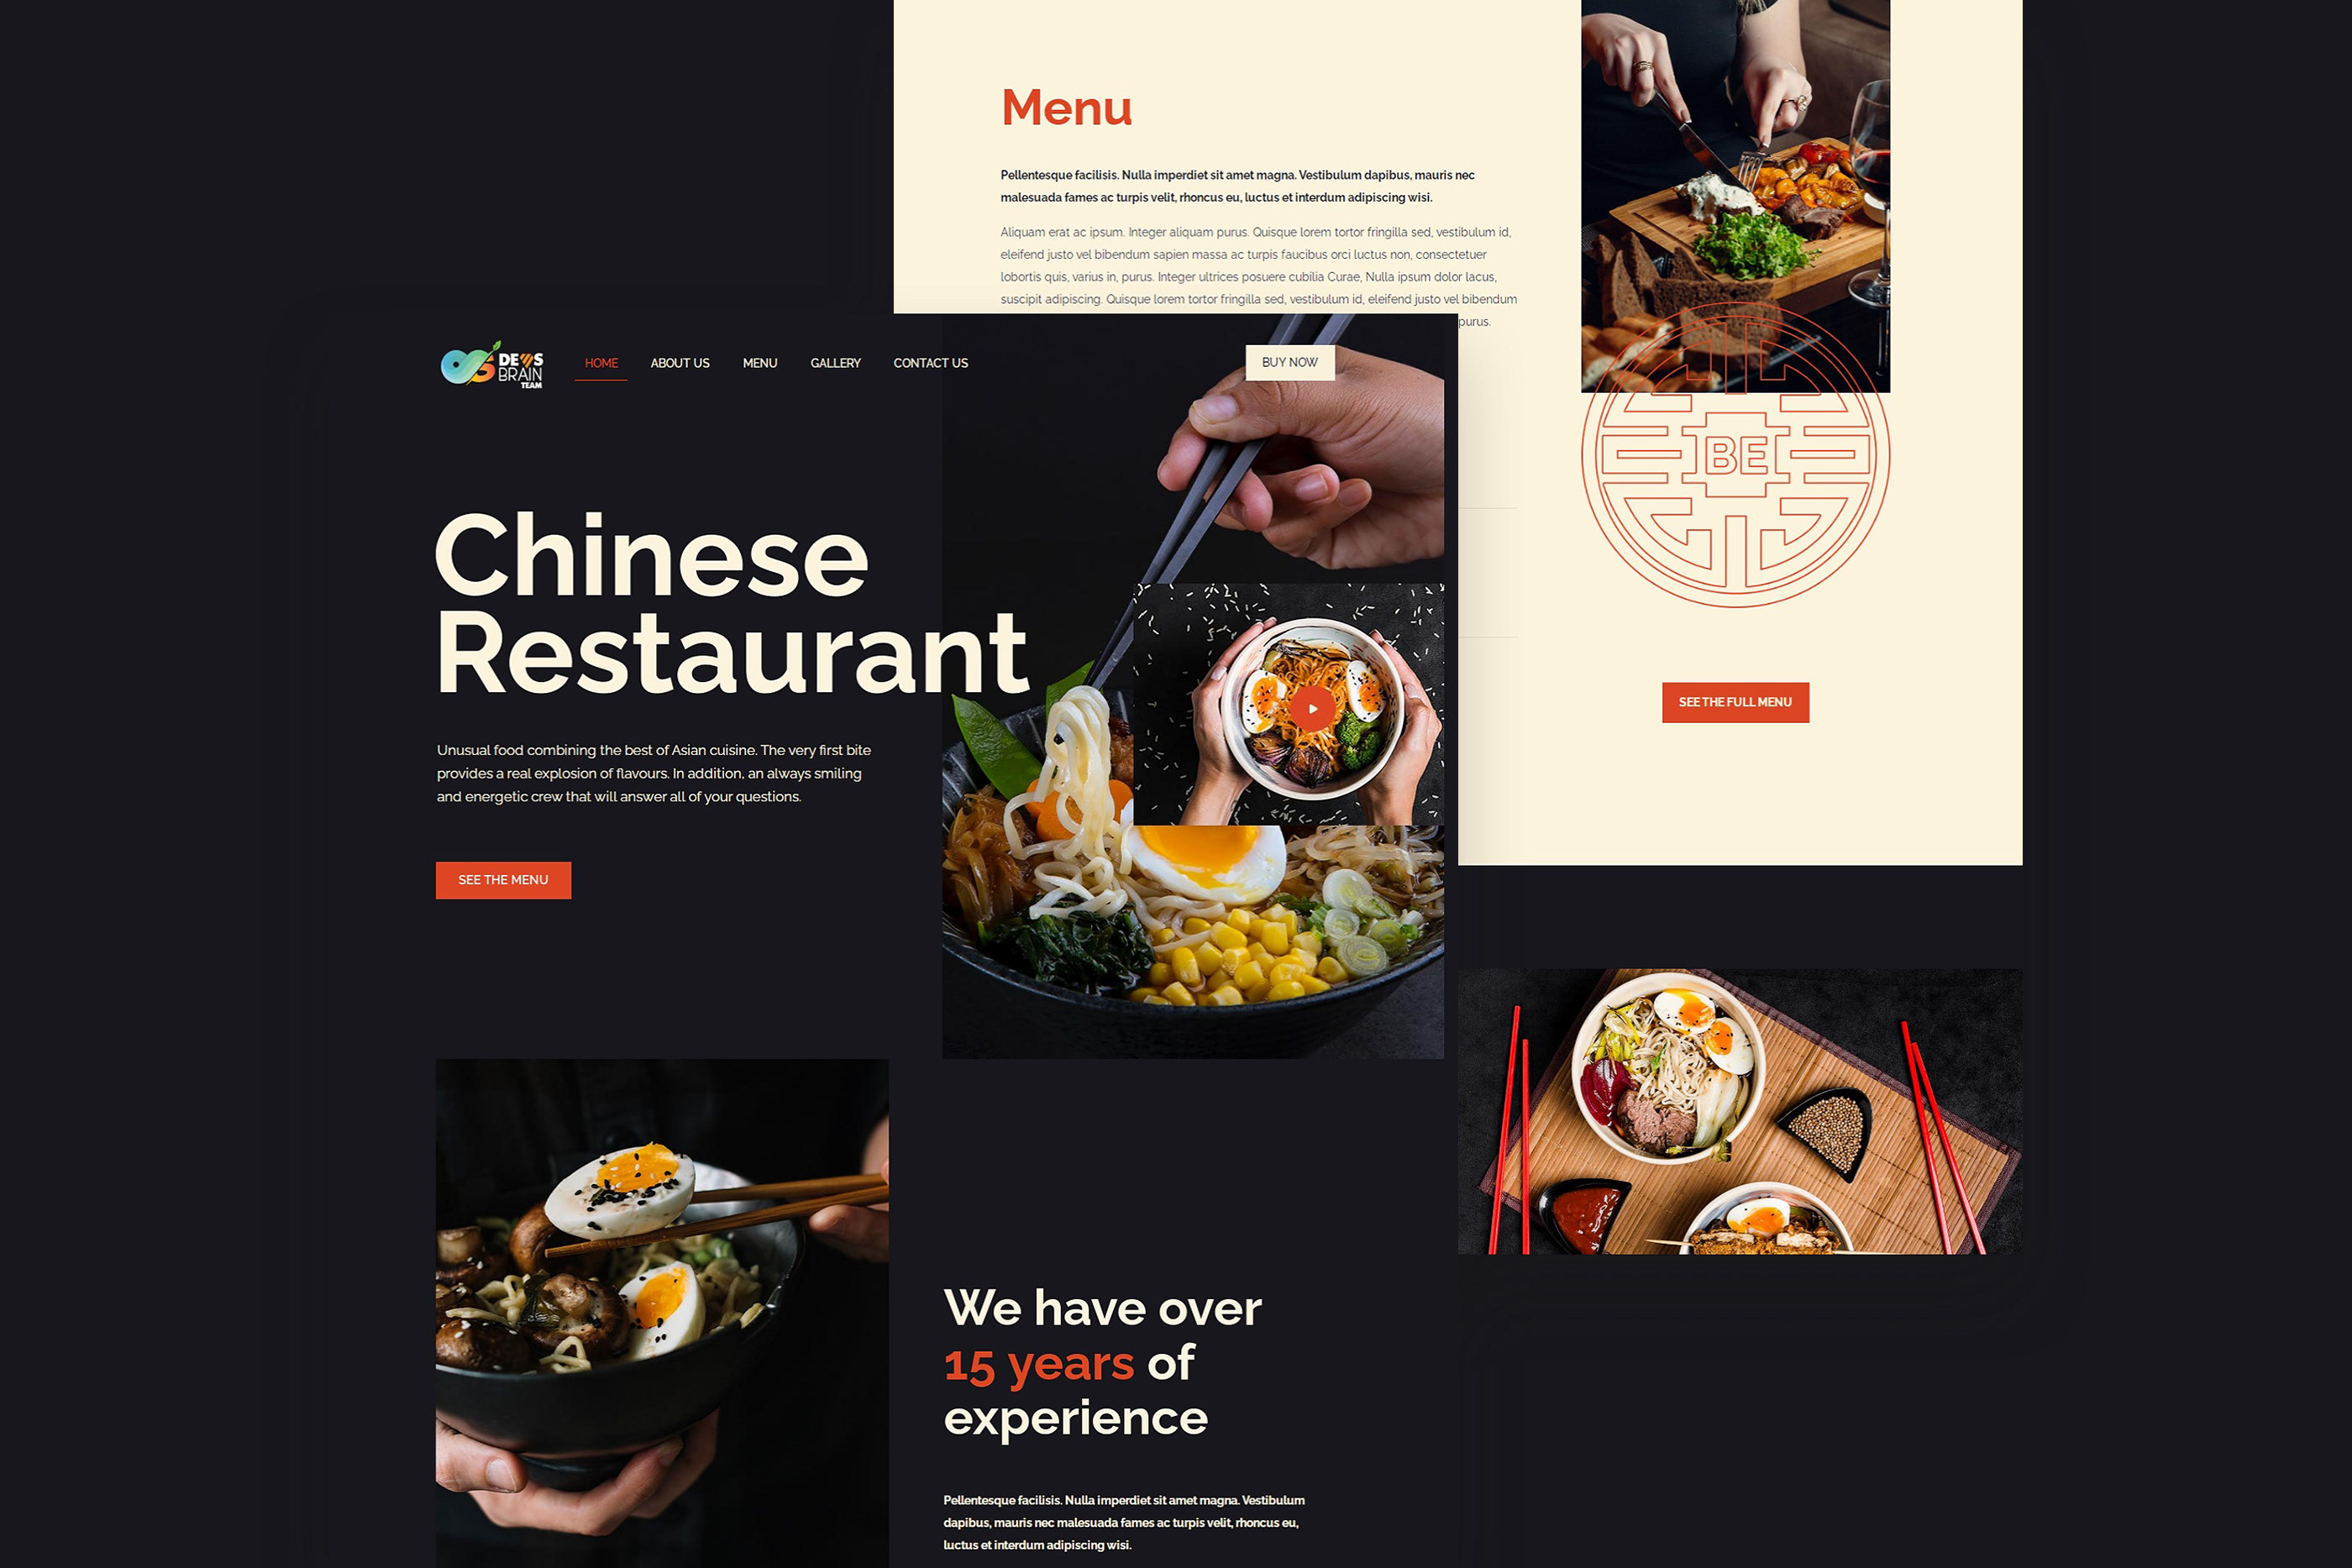 Menu
Pellentesque facilisis. Nulla imperdiet sit amet magna. Vestibulum dapibus, mauris nec
malesuada fames ac turpis velit, rhoncus eu, luctus et interdum adipiscing wisi.
Aliquam erat ac ipsum. Integer aliquam purus. Quisque lorem tortor fringilla sed, vestibulum id,
eleifend justo vel bibendum sapien massa ac turpis faucibus orci luctus non, consectetuer
lobortis quis, varius in, purus. Integer ultrices posuere cubilia Curae, Nulla ipsum dolor lacus,
suscipit adipiscing. Quisque lorem tortor fringilla sed, vestibulum id, eleifend justo vel bibendum
purus.
BE
SEE THE FULL MENU
DEVS
BRAIN
TEAM
HOME ABOUT US MENU GALLERY CONTACT US BUY NOW
Chinese
Restaurant
Unusual food combining the best of Asian cuisine. The very first bite
provides a real explosion of flavours. In addition, an always smiling
and energetic crew that will answer all of your questions.
SEE THE MENU
We have over
15 years of
experience
Pellentesque facilisis. Nulla imperdiet sit amet magna. Vestibulum
dapibus, mauris nec malesuada fames ac turpis velit, rhoncus eu,
luctus et interdum adipiscing wisi.